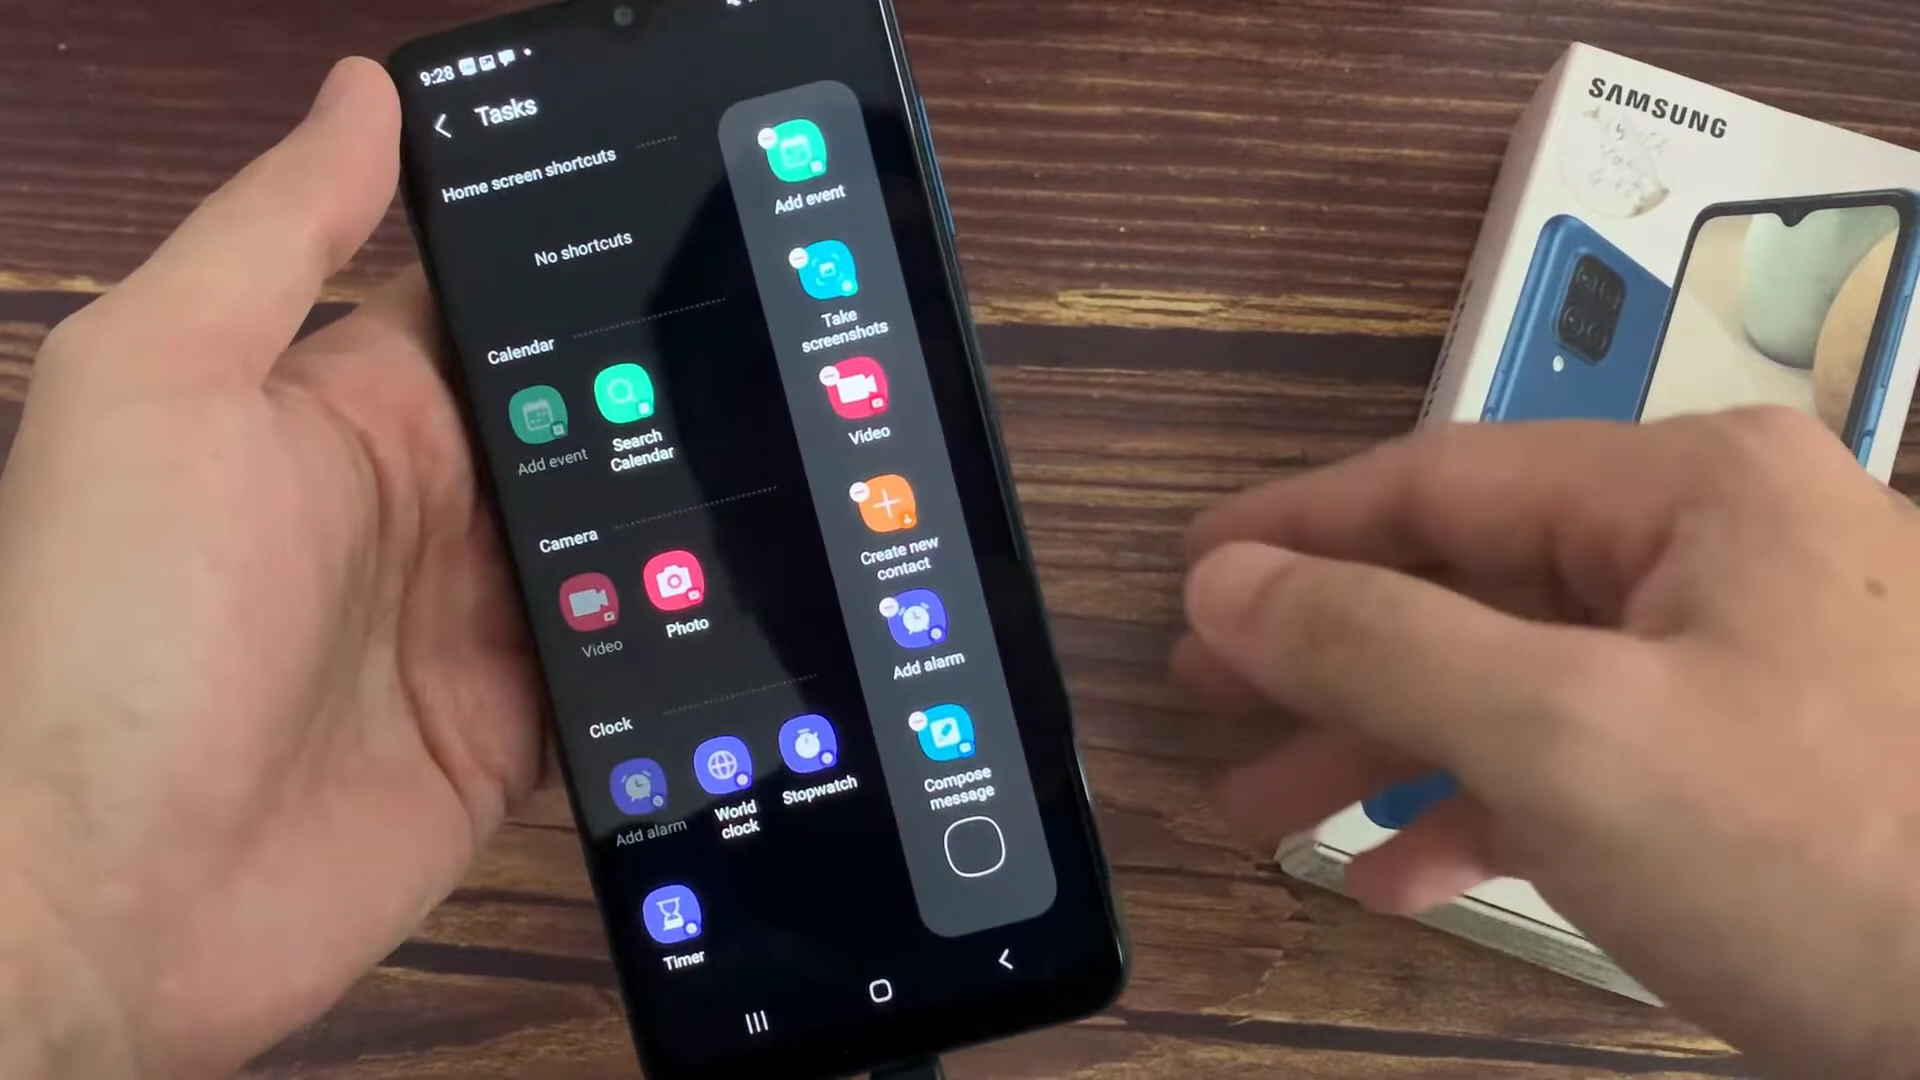 9:28
Tasks
Home screen shortcuts
No shortcuts
Calendar
Add event
Search
Calendar
Camera
Video
Photo
Clock
Add alarm
World
clock
Stopwatch
Timer
Add event
Take
screenshots
Video
Create new
contact
Add alarm
Compose
message
SAMSUNG